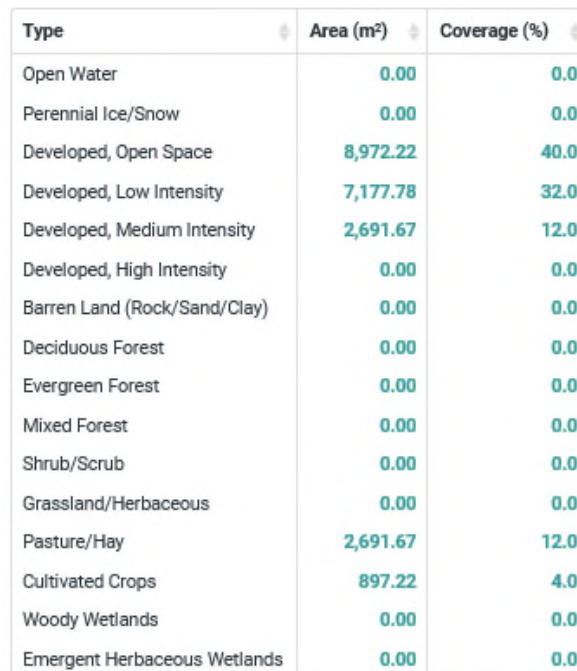 Type Area (m²) Coverage (%)
Open Water 0.00 0.0
Perennial Ice/Snow 0.00 0.0
Developed, Open Space 8,972.22 40.0
Developed, Low Intensity 7,177.78 32.0
Developed, Medium Intensity 2,691.67 12.0
Developed, High Intensity 0.00 0.0
Barren Land (Rock/Sand/Clay) 0.00 0.0
Deciduous Forest 0.00 0.0
Evergreen Forest 0.00 0.0
Mixed Forest 0.00 0.0
Shrub/Scrub 0.00 0.0
Grassland/Herbaceous 0.00 0.0
Pasture/Hay 2,691.67 12.0
Cultivated Crops 897.22 4.0
Woody Wetlands 0.00 0.0
Emergent Herbaceous Wetlands 0.00 0.0